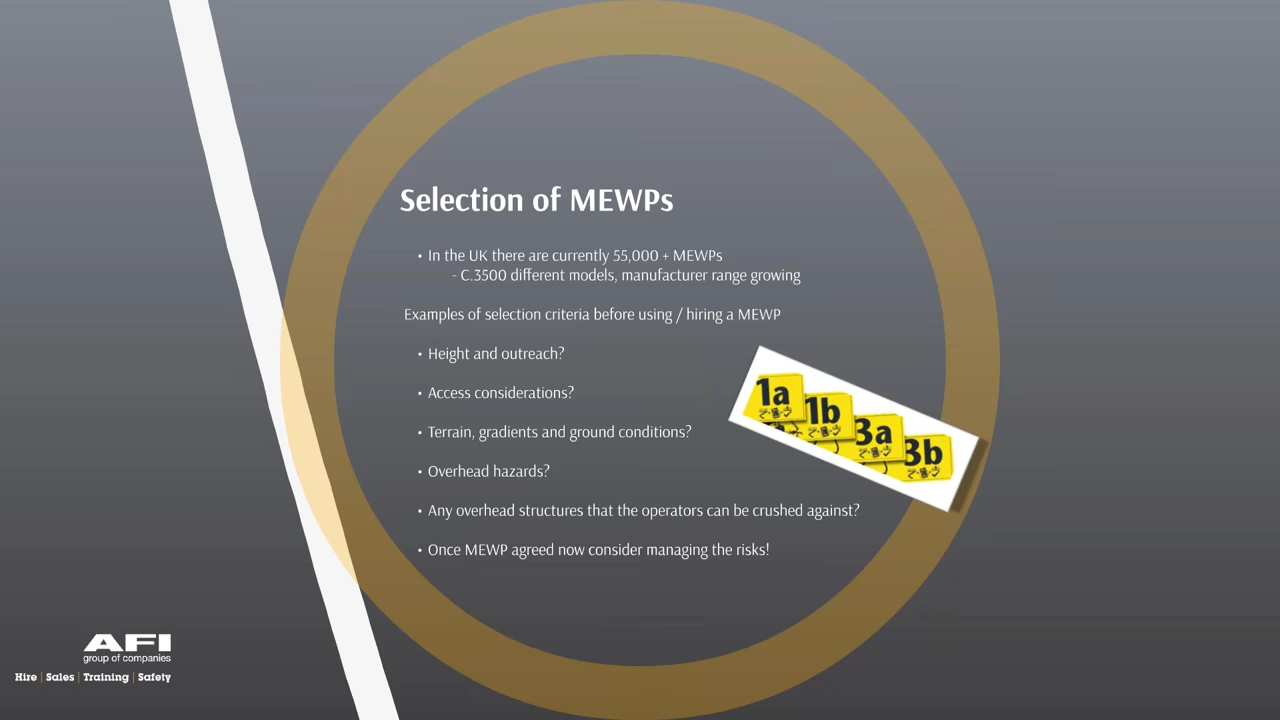 Selection of MEWPs
• In the UK there are currently 55,000 + MEWPs
- C.3500 different models, manufacturer range growing
Examples of selection criteria before using / hiring a MEWP
• Height and outreach?
• Access considerations?
• Terrain, gradients and ground conditions?
1a
1b
3a
3b
• Overhead hazards?
• Any overhead structures that the operators can be crushed against?
• Once MEWP agreed now consider managing the risks!
AFI
group of companies
Hire | Sales | Training | Safety